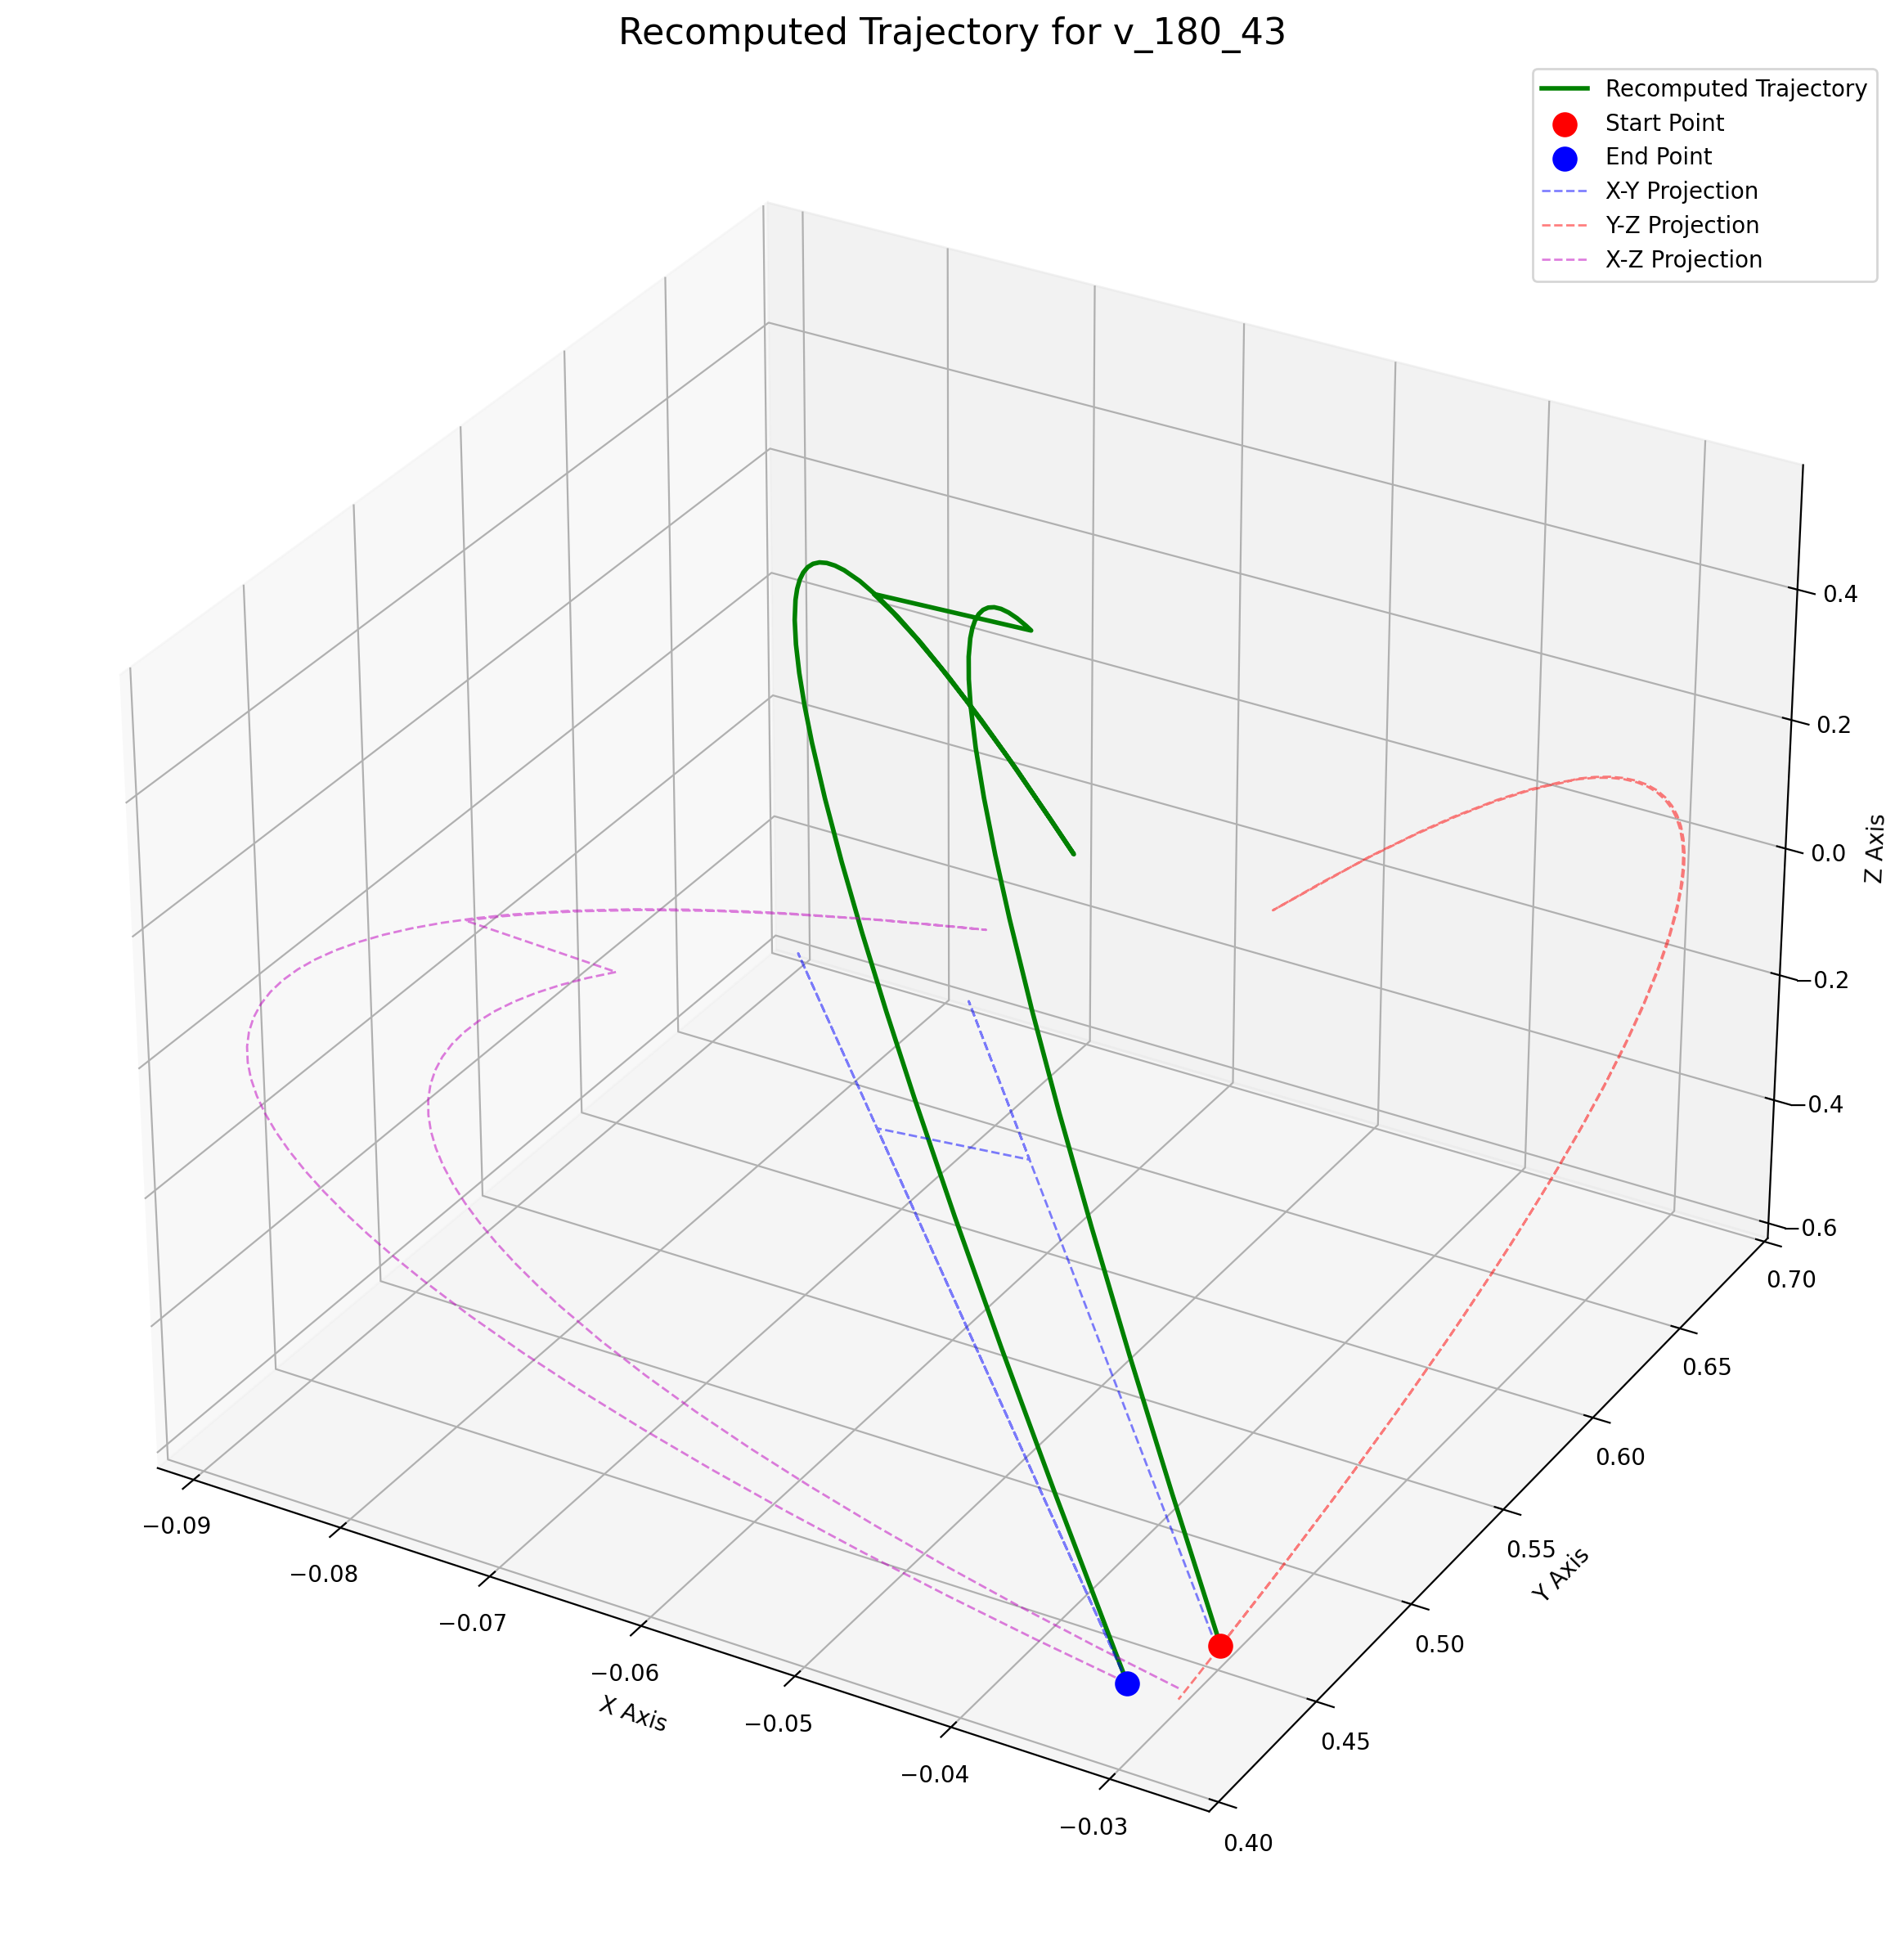 Recomputed Trajectory for v_180_43
Recomputed Trajectory
Start Point
End Point
X-Y Projection
Y-Z Projection
X-Z Projection
0.4
0.2
0.0
−0.2
−0.4
−0.6
Z Axis
0.70
0.65
0.60
0.55
0.50
0.45
0.40
Y Axis
−0.09
−0.08
−0.07
−0.06
−0.05
−0.04
−0.03
X Axis